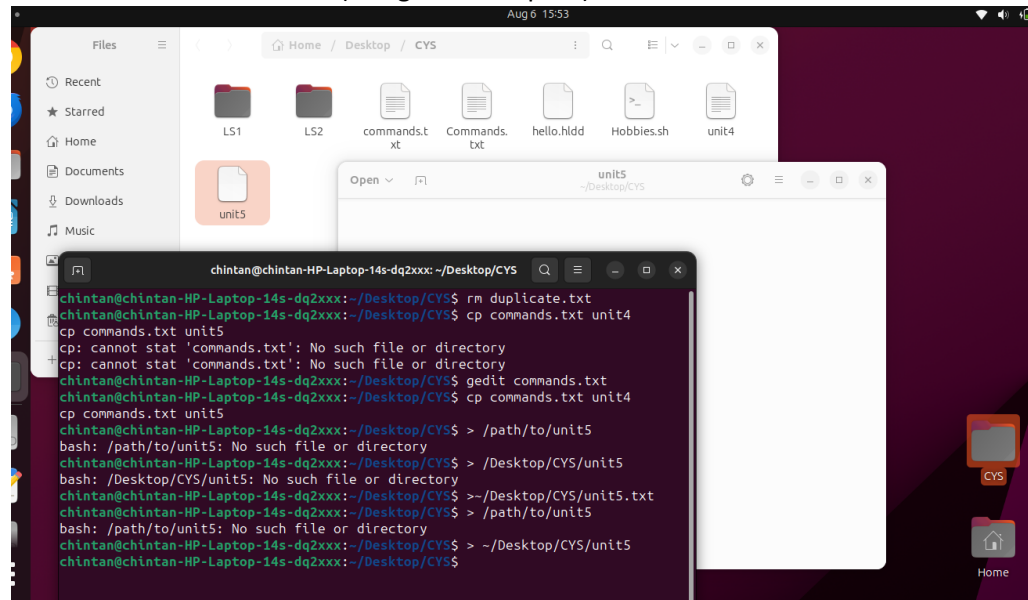 Aug 6 15:53
Files
Home / Desktop / CYS
Recent
Starred
Home
Documents
Downloads
Music
LS1
LS2
commands.t
xt
Commands.
txt
hello.hldd
Hobbies.sh
unit4
unit5
Open
unit5
~/Desktop/CYS
chintan@chintan-HP-Laptop-14s-dq2xxx: ~/Desktop/CYS
chintan@chintan-HP-Laptop-14s-dq2xxx:~/Desktop/CYS$ rm duplicate.txt
chintan@chintan-HP-Laptop-14s-dq2xxx:~/Desktop/CYS$ cp commands.txt unit4
cp commands.txt unit5
cp: cannot stat 'commands.txt': No such file or directory
cp: cannot stat 'commands.txt': No such file or directory
chintan@chintan-HP-Laptop-14s-dq2xxx:~/Desktop/CYS$ gedit commands.txt
chintan@chintan-HP-Laptop-14s-dq2xxx:~/Desktop/CYS$ cp commands.txt unit4
cp commands.txt unit5
chintan@chintan-HP-Laptop-14s-dq2xxx:~/Desktop/CYS$ > /path/to/unit5
bash: /path/to/unit5: No such file or directory
chintan@chintan-HP-Laptop-14s-dq2xxx:~/Desktop/CYS$ > /Desktop/CYS/unit5
bash: /Desktop/CYS/unit5: No such file or directory
chintan@chintan-HP-Laptop-14s-dq2xxx:~/Desktop/CYS$ >~/Desktop/CYS/unit5.txt
chintan@chintan-HP-Laptop-14s-dq2xxx:~/Desktop/CYS$ > /path/to/unit5
bash: /path/to/unit5: No such file or directory
chintan@chintan-HP-Laptop-14s-dq2xxx:~/Desktop/CYS$ > ~/Desktop/CYS/unit5
chintan@chintan-HP-Laptop-14s-dq2xxx:~/Desktop/CYS$
CYS
Home